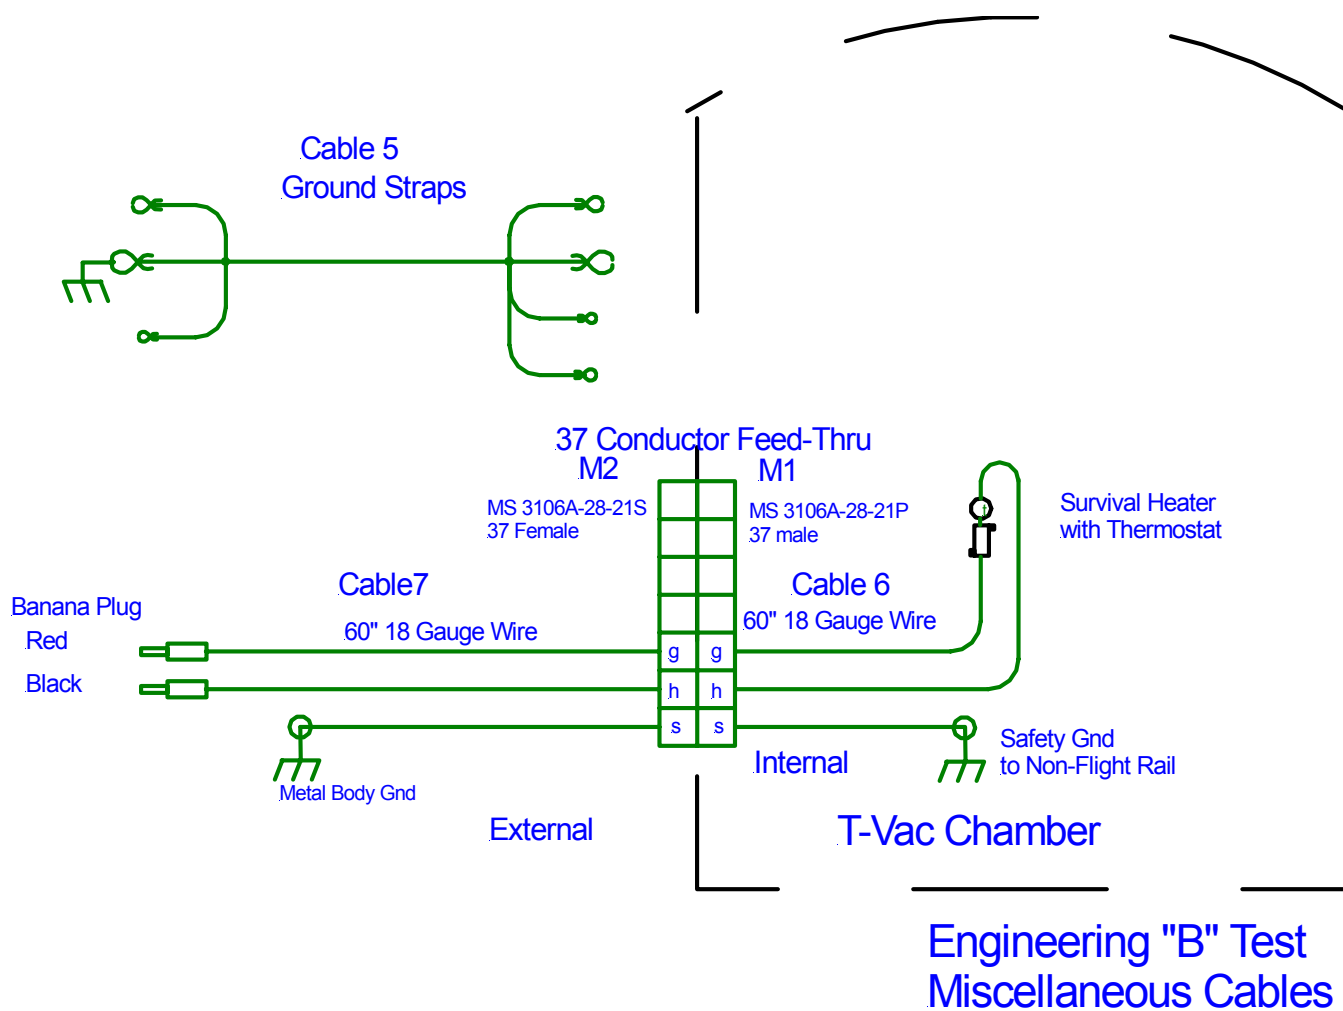 Cable 5
Ground Straps
37 Conductor Feed-Thru
M2
M1
MS 3106A-28-21S
37 Female
MS 3106A-28-21P
37 male
Survival Heater
with Thermostat
Cable7
Cable 6
60" 18 Gauge Wire
60" 18 Gauge Wire
Banana Plug
Red
Black
g
g
h
h
s
s
Metal Body Gnd
Internal
Safety Gnd
to Non-Flight Rail
External
T-Vac Chamber
Engineering "B" Test
Miscellaneous Cables